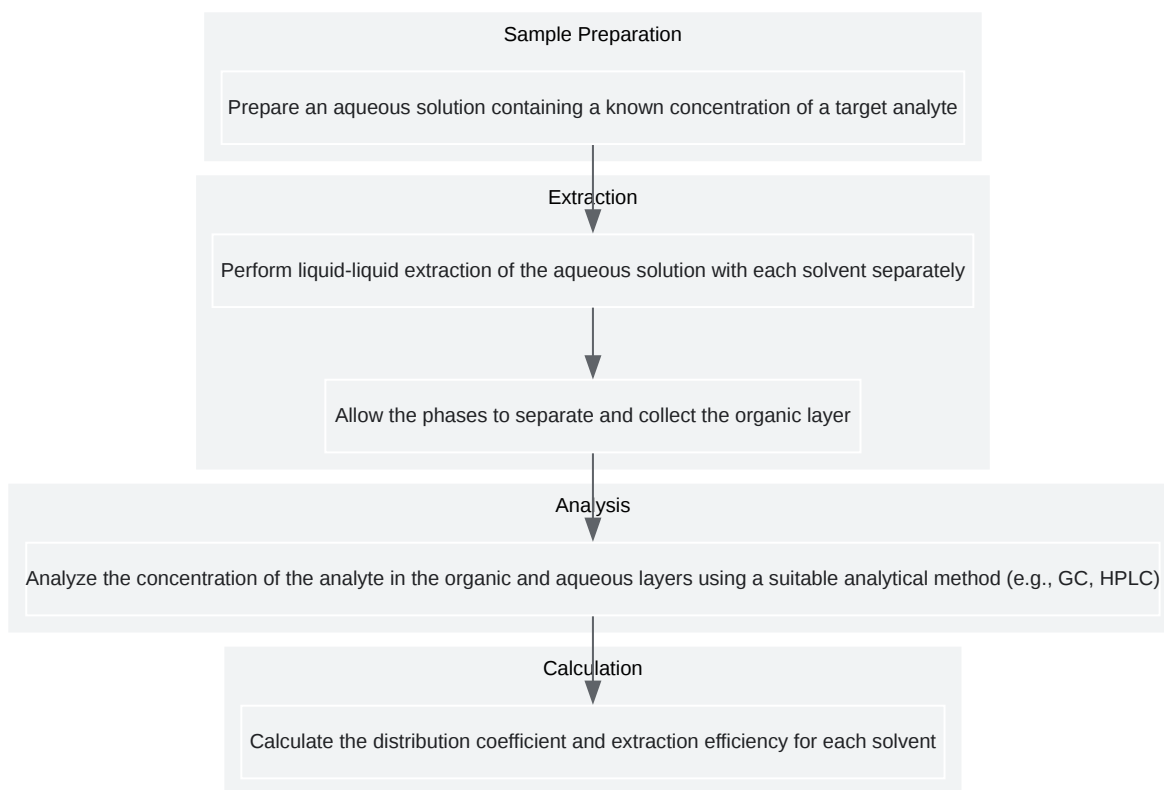 Sample Preparation
Prepare an aqueous solution containing a known concentration of a target analyte
Extraction
Perform liquid-liquid extraction of the aqueous solution with each solvent separately
Allow the phases to separate and collect the organic layer
Analysis
Analyze the concentration of the analyte in the organic and aqueous layers using a suitable analytical method (e.g., GC, HPLC)
Calculation
Calculate the distribution coefficient and extraction efficiency for each solvent